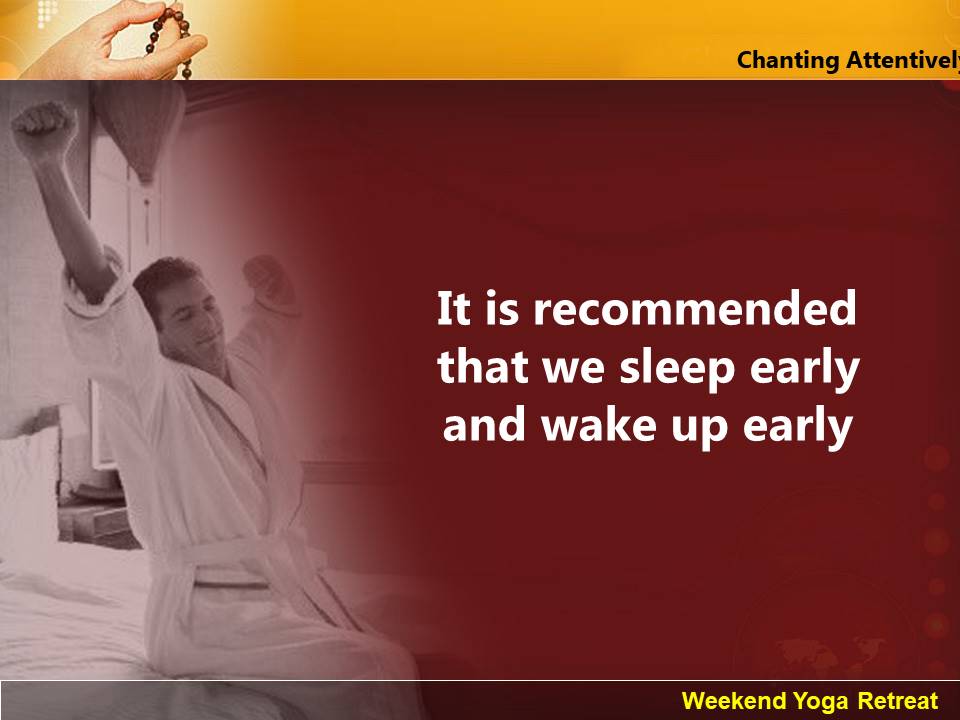 Chanting Attentively
It is recommended
that we sleep early
and wake up early
Weekend Yoga Retreat